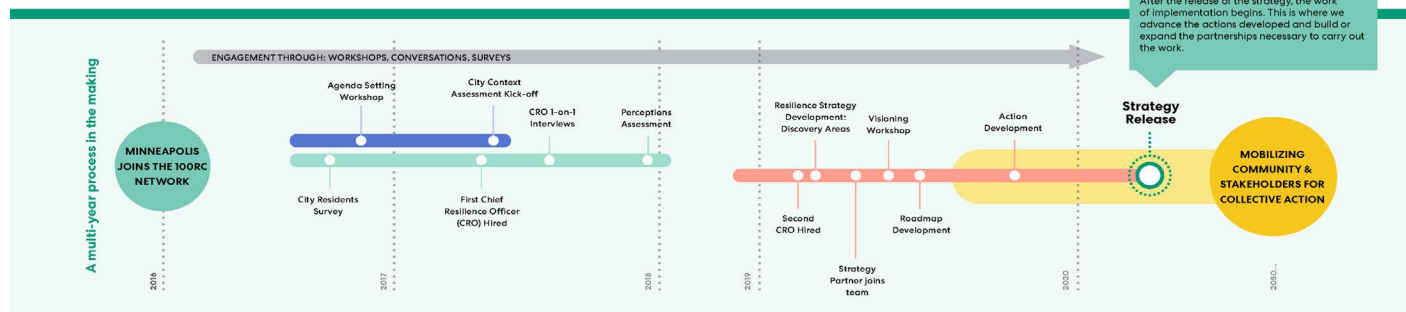 After the release of the strategy, the work
of implementation begins. This is where we
advance the actions developed and build or
expand the partnerships necessary to carry out
the work.
A multi-year process in the making
ENGAGEMENT THROUGH: WORKSHOPS, CONVERSATIONS, SURVEYS
MINNEAPOLIS
JOINS THE 100RC
NETWORK
Agenda Setting
Workshop
City Context
Assessment Kick-off
CRO 1-on-1
Interviews
Perceptions
Assessment
City Residents
Survey
First Chief
Resilience Officer
(CRO) Hired
Resilience Strategy
Development:
Discovery Areas
Visioning
Workshop
Action
Development
Strategy
Release
Second
CRO Hired
Roadmap
Development
Strategy
Partner joins
team
MOBILIZING
COMMUNITY &
STAKEHOLDERS FOR
COLLECTIVE ACTION
2016
2017
2018
2019
2020
2050...